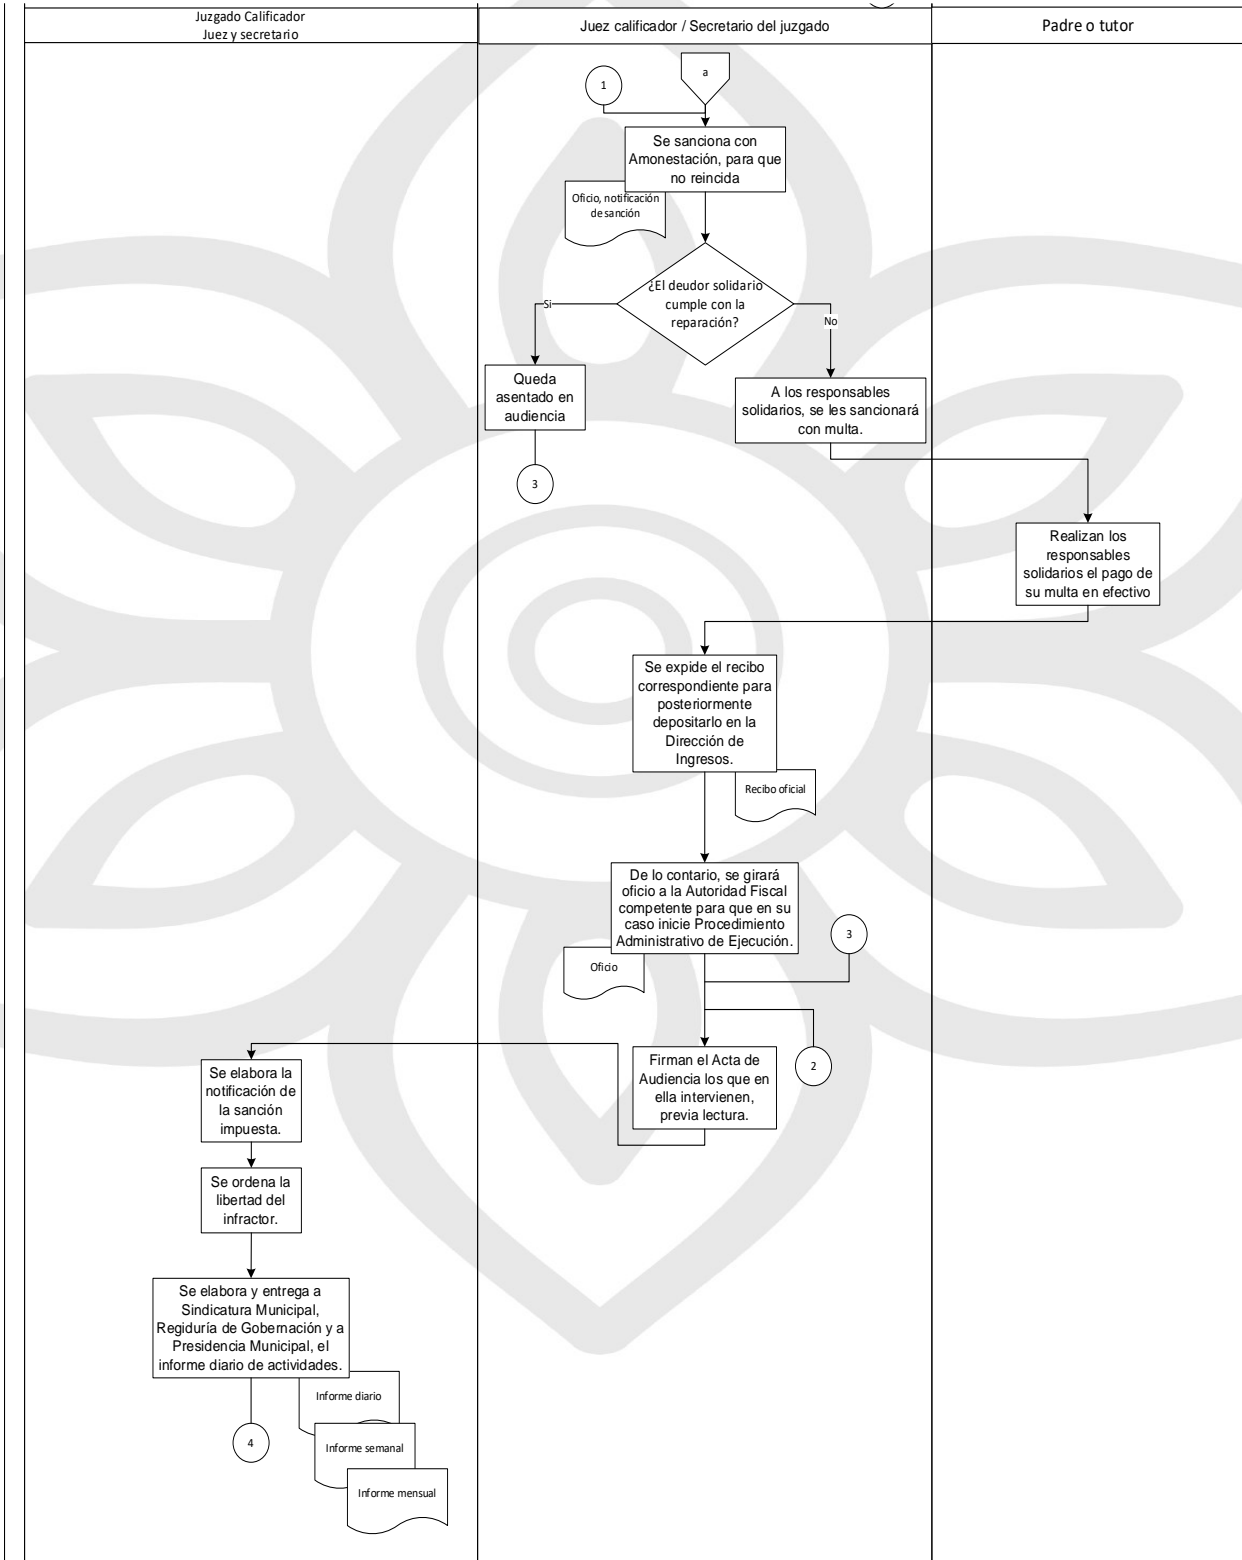 Juzgado Calificador
Juez y secretario
Juez calificador / Secretario del juzgado
Padre o tutor
1
a
Se sanciona con
Amonestación, para que
no reincida
Oficio, notificación
de sanción
¿El deudor solidario
cumple con la
reparación?
Si
No
Queda
asentado en
audiencia
A los responsables
solidarios, se les sancionará
con multa.
3
Realizan los
responsables
solidarios el pago de
su multa en efectivo
Se expide el recibo
correspondiente para
posteriormente
depositarlo en la
Dirección de
Ingresos.
Recibo oficial
De lo contario, se girará
oficio a la Autoridad Fiscal
competente para que en su
caso inicie Procedimiento
Administrativo de Ejecución.
3
Oficio
Firman el Acta de
Audiencia los que en
ella intervienen,
previa lectura.
2
Se elabora la
notificación de
la sanción
impuesta.
Se ordena la
libertad del
infractor.
Se elabora y entrega a
Sindicatura Municipal,
Regiduría de Gobernación y a
Presidencia Municipal, el
informe diario de actividades.
Informe diario
4
Informe semanal
Informe mensual